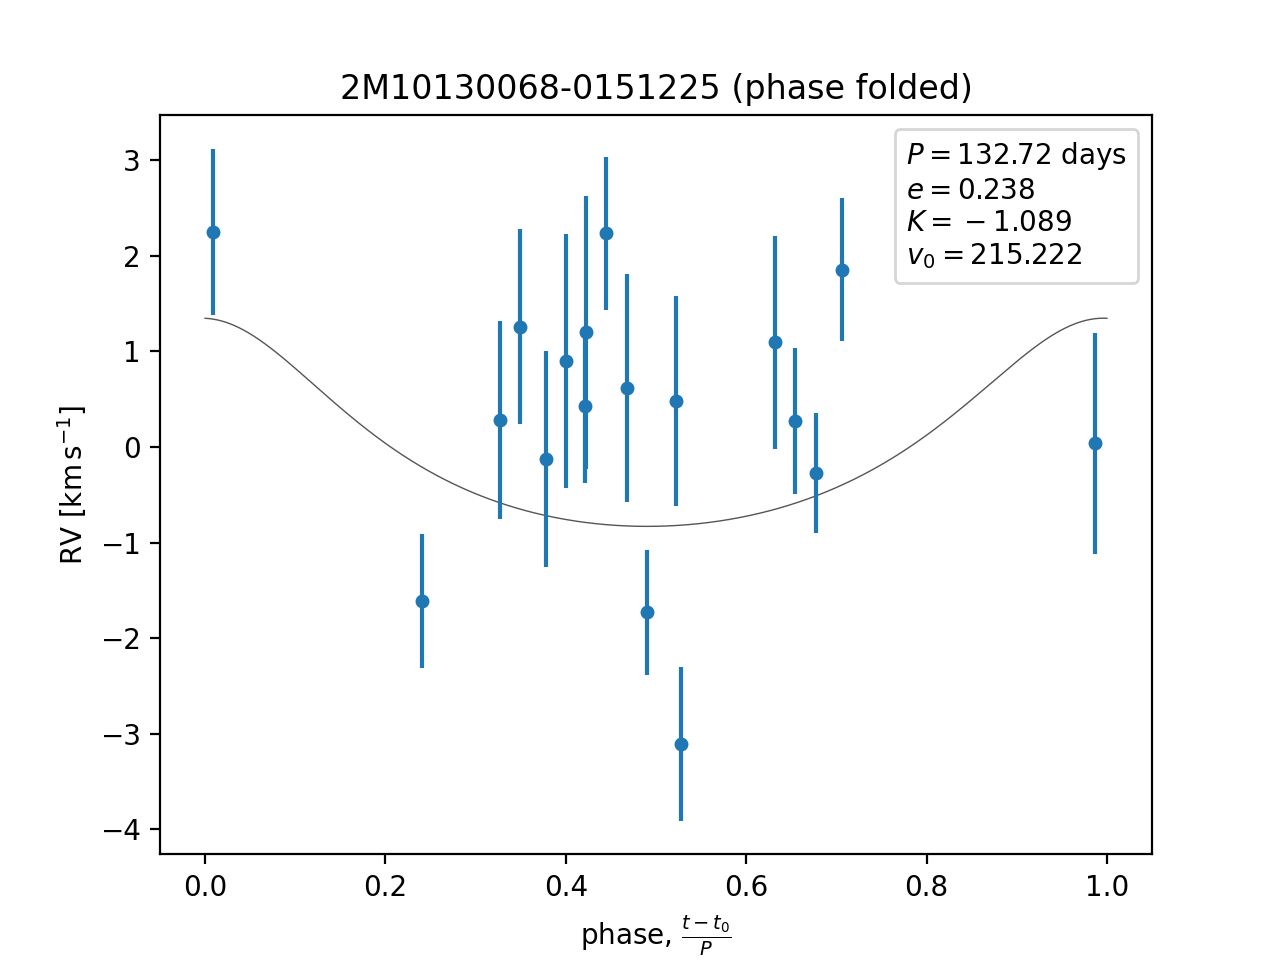 2M10130068-0151225 (phase folded)
P = 132.72 days
e = 0.238
K = −1.089
v₀ = 215.222
RV [km s⁻¹]
3
2
1
0
−1
−2
−3
−4
0.0 0.2 0.4 0.6 0.8 1.0
phase, (t − t₀)/P